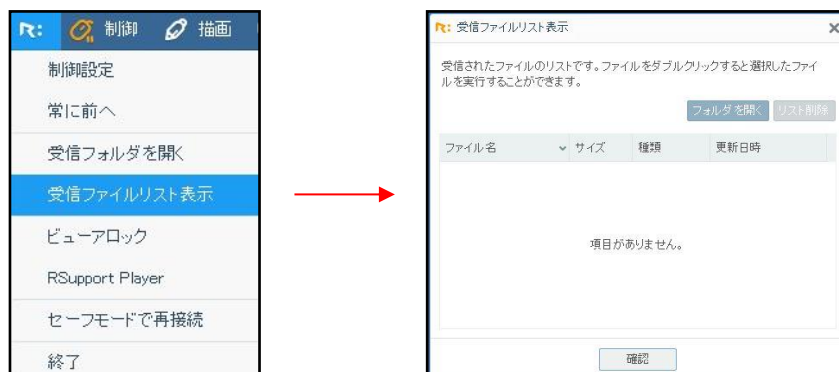 R: 制御 描画
制御設定
常に前へ
受信フォルダを開く
受信ファイルリスト表示
ビューアロック
RSupport Player
セーフモードで再接続
終了
R: 受信ファイルリスト表示
受信されたファイルのリストです。ファイルをダブルクリックすると選択したファイ
ルを実行することができます。
フォルダを開く リスト削除
ファイル名 サイズ 種類 更新日時
項目がありません。
確認